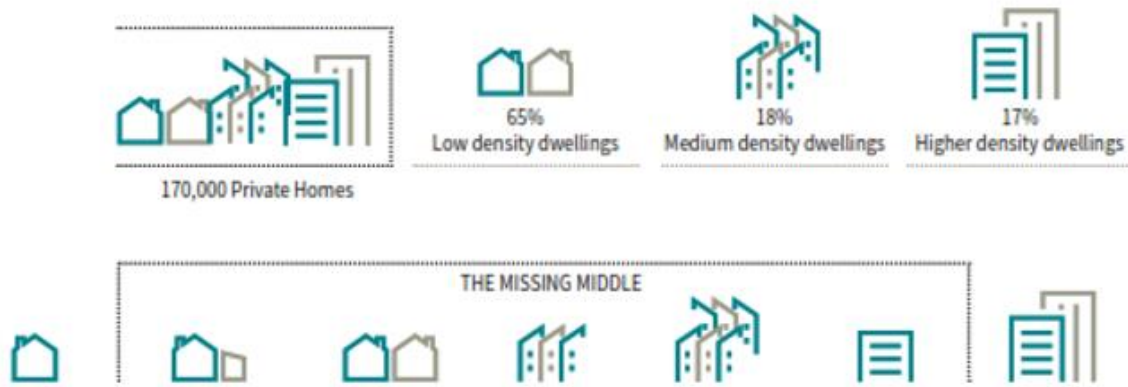 65%
Low density dwellings
18%
Medium density dwellings
17%
Higher density dwellings
170,000 Private Homes
THE MISSING MIDDLE